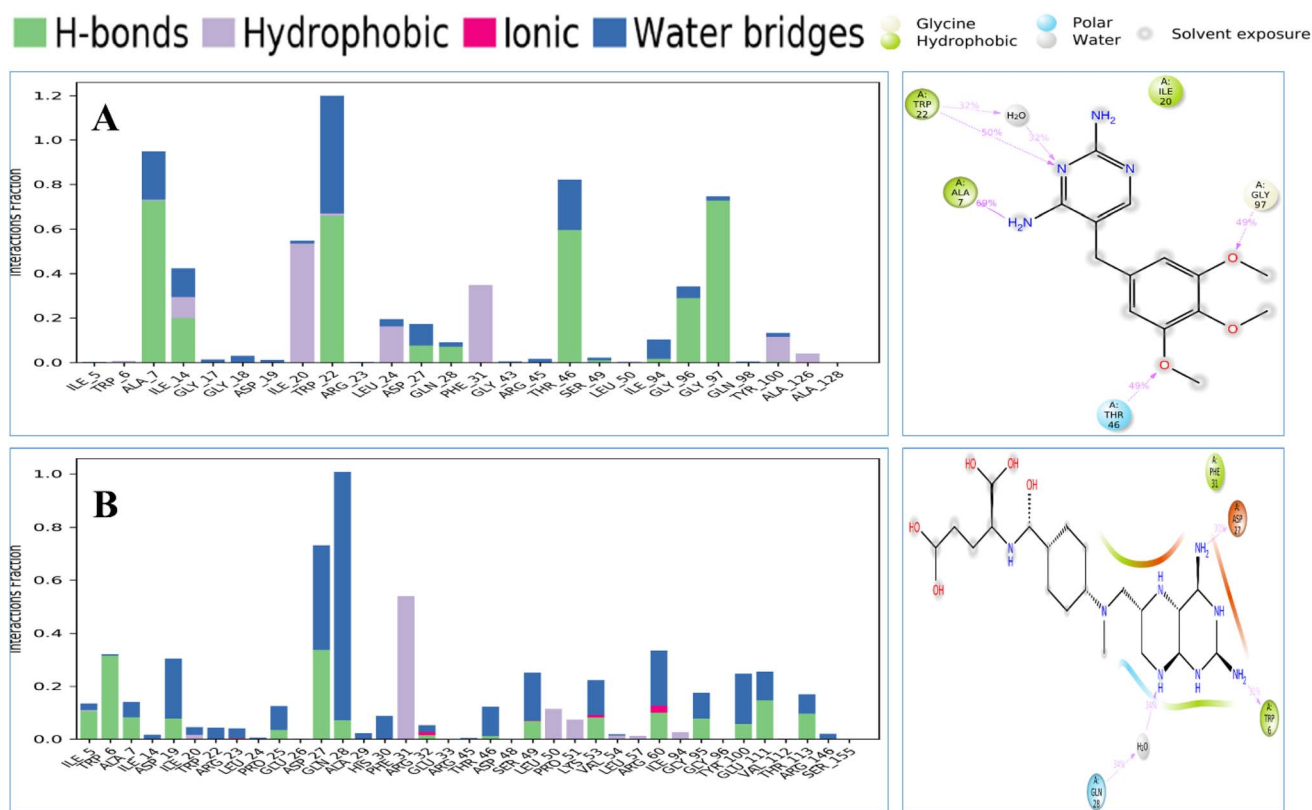 H-bonds Hydrophobic Ionic Water bridges
Glycine Polar Solvent exposure
Hydrophobic Water
A
Interactions Fraction
1.2
1.0
0.8
0.6
0.4
0.2
0.0
ILE_5 TRP_6 ALA_7 ILE_14 GLY_17 GLY_18 ASP_19 ILE_20 TRP_22 ARG_23 LEU_24 ASP_27 GLN_28 PHE_31 GLY_43 ARG_45 THR_46 SER_49 LEU_50 ILE_94 GLY_96 GLY_97 GLN_98 TYR_100 ALA_126 ALA_128
A:
TRP
22
32%
H₂O
50%
32%
NH₂
A:
ILE
20
N
N
A:
ALA
7
69%
H₂N
A:
GLY
97
49%
O
O
O
49%
A:
THR
46
B
Interactions Fraction
1.0
0.8
0.6
0.4
0.2
0.0
ILE_5 TRP_6 ALA_7 ILE_14 ASP_19 ILE_20 TRP_22 ARG_23 LEU_24 PRO_25 GLU_26 ASP_27 GLN_28 ALA_29 HIS_30 PHE_31 ARG_32 GLU_33 ARG_45 THR_46 ASP_48 SER_49 LEU_50 PRO_51 LYS_53 VAL_54 LEU_57 ARG_60 ILE_94 GLY_95 GLY_96 TYR_100 GLU_111 VAL_112 THR_113 ARG_146 SER_155
HO
OH
OH
HO
OH
N
H
N
H
N
NH₂
NH
N
H
N
H
NH₂
A:
PHE
31
A:
ASP
27
A:
TRP
6
H₂O
A:
GLN
28